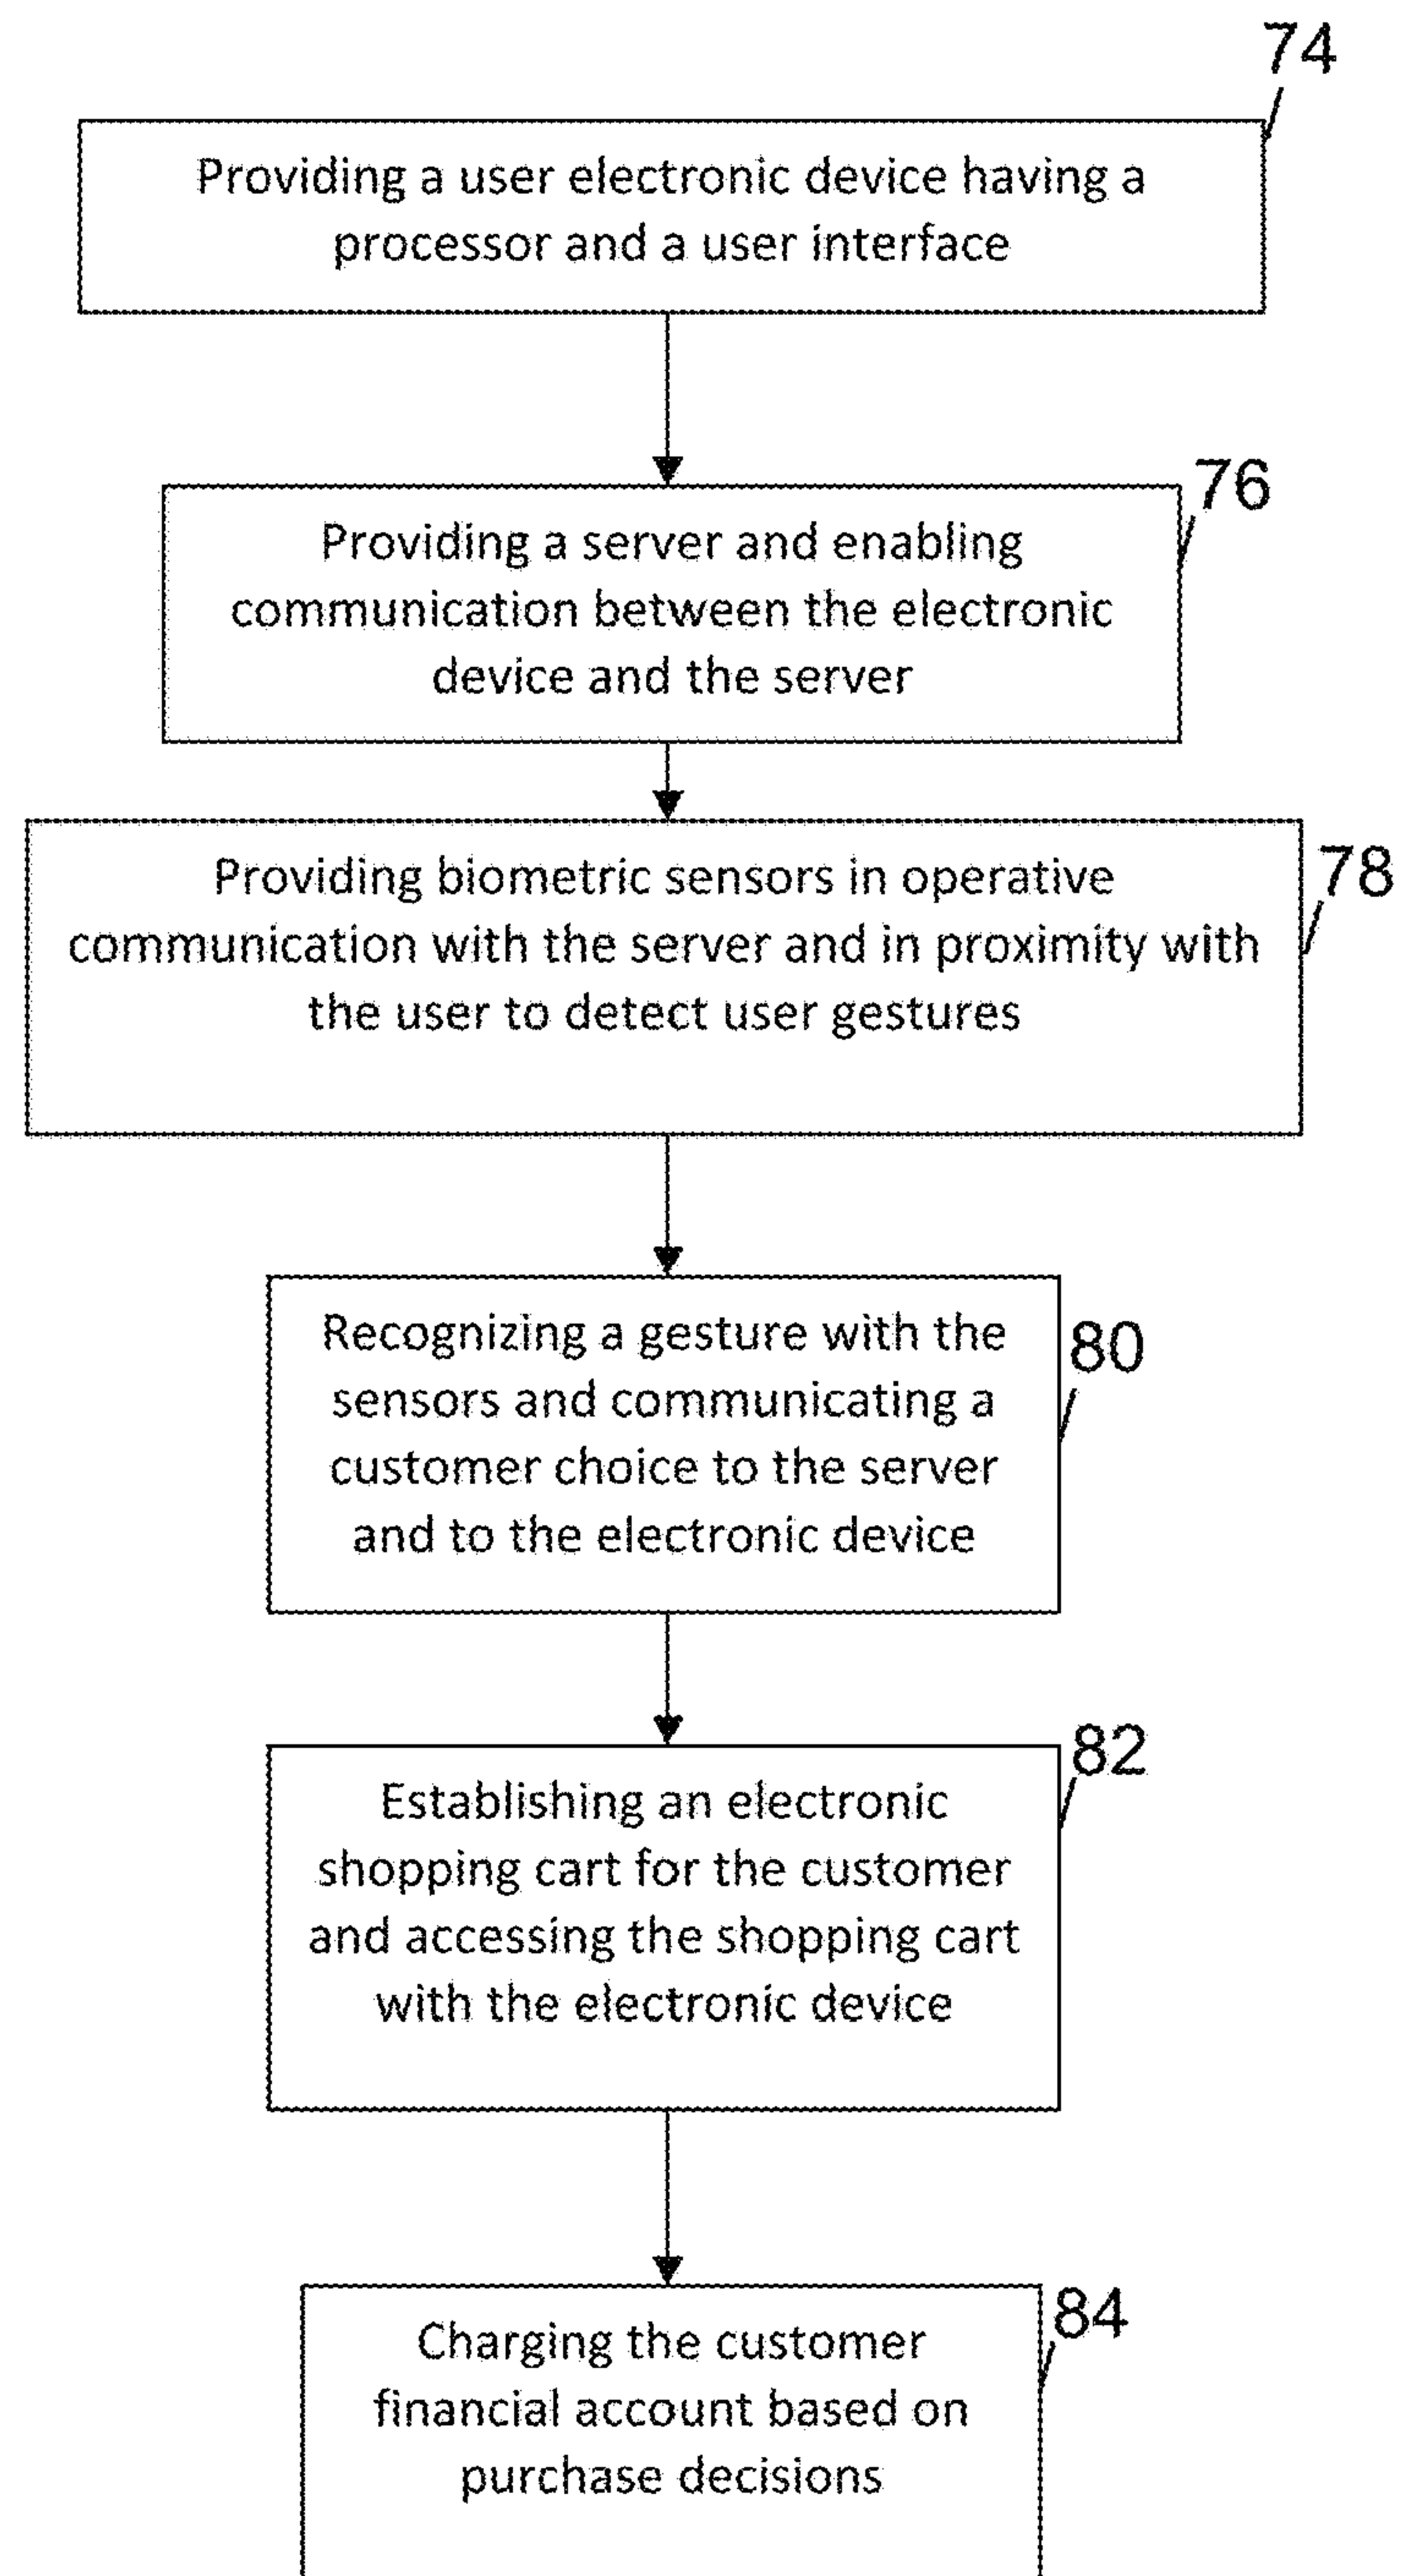 74
Providing a user electronic device having a
processor and a user interface
76
Providing a server and enabling
communication between the electronic
device and the server
78
Providing biometric sensors in operative
communication with the server and in proximity with
the user to detect user gestures
80
Recognizing a gesture with the
sensors and communicating a
customer choice to the server
and to the electronic device
82
Establishing an electronic
shopping cart for the customer
and accessing the shopping cart
with the electronic device
84
Charging the customer
financial account based on
purchase decisions